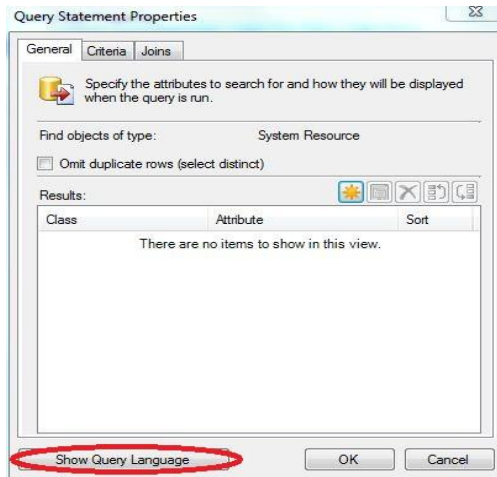 Query Statement Properties
General Criteria Joins
Specify the attributes to search for and how they will be displayed
when the query is run.
Find objects of type: System Resource
Omit duplicate rows (select distinct)
Results:
Class Attribute Sort
There are no items to show in this view.
Show Query Language OK Cancel